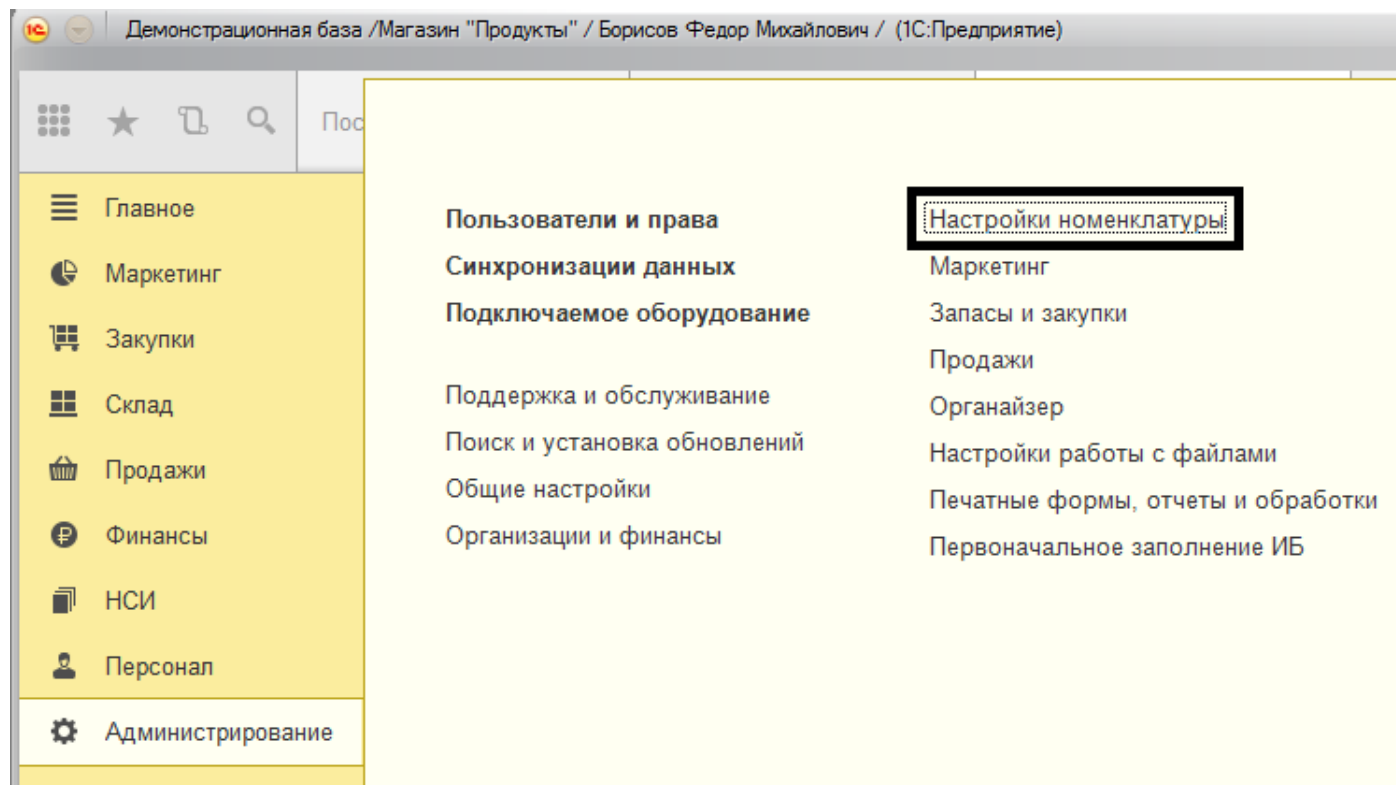 1С Демонстрационная база /Магазин "Продукты" / Борисов Федор Михайлович / (1С:Предприятие)
Пос
Главное
Маркетинг
Закупки
Склад
Продажи
Финансы
НСИ
Персонал
Администрирование
Пользователи и права
Синхронизации данных
Подключаемое оборудование
Поддержка и обслуживание
Поиск и установка обновлений
Общие настройки
Организации и финансы
Настройки номенклатуры
Маркетинг
Запасы и закупки
Продажи
Органайзер
Настройки работы с файлами
Печатные формы, отчеты и обработки
Первоначальное заполнение ИБ